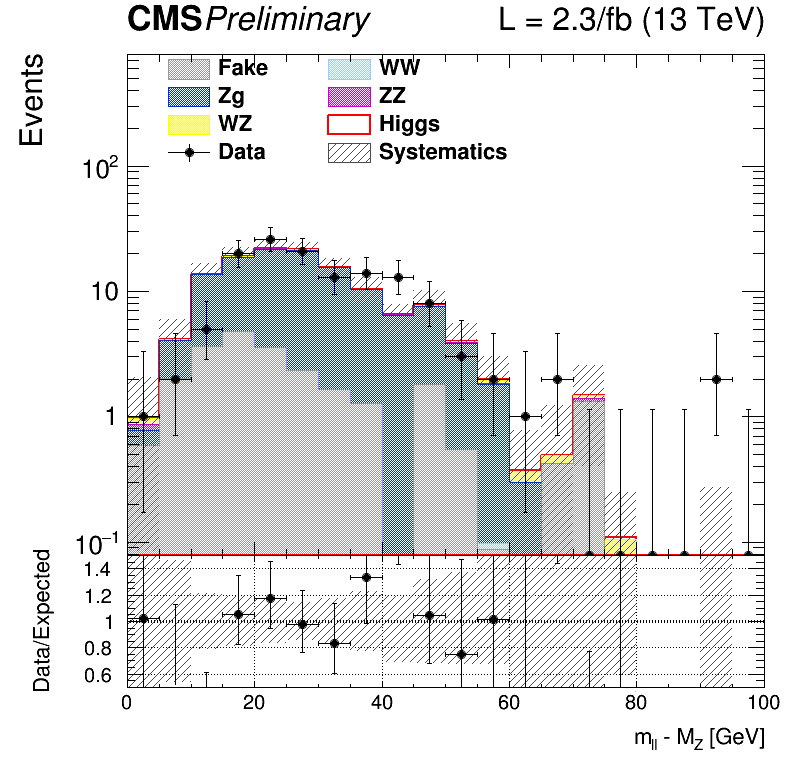 CMS Preliminary L = 2.3/fb (13 TeV)
Events
Fake WW
Zg ZZ
WZ Higgs
Data Systematics
10²
10
1
10⁻¹
Data/Expected
1.4
1.2
1
0.8
0.6
0 20 40 60 80 100
m_ll - M_Z [GeV]